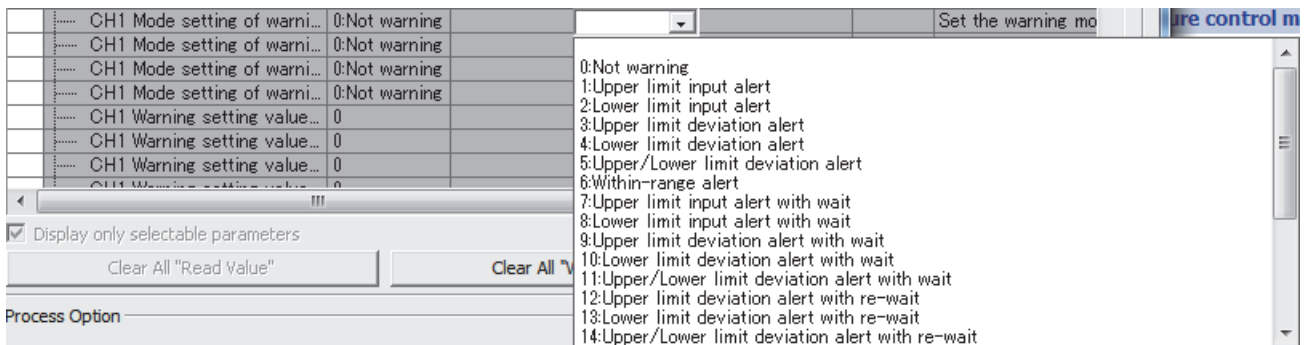 CH1 Mode setting of warni... 0:Not warning Set the warning mo ure control m
CH1 Mode setting of warni... 0:Not warning
CH1 Mode setting of warni... 0:Not warning
CH1 Mode setting of warni... 0:Not warning
CH1 Warning setting value... 0
CH1 Warning setting value... 0
CH1 Warning setting value... 0
CH1 Warning setting value... 0
Display only selectable parameters
Clear All "Read Value" Clear All "V
Process Option
0:Not warning
1:Upper limit input alert
2:Lower limit input alert
3:Upper limit deviation alert
4:Lower limit deviation alert
5:Upper/Lower limit deviation alert
6:Within-range alert
7:Upper limit input alert with wait
8:Lower limit input alert with wait
9:Upper limit deviation alert with wait
10:Lower limit deviation alert with wait
11:Upper/Lower limit deviation alert with wait
12:Upper limit deviation alert with re-wait
13:Lower limit deviation alert with re-wait
14:Upper/Lower limit deviation alert with re-wait